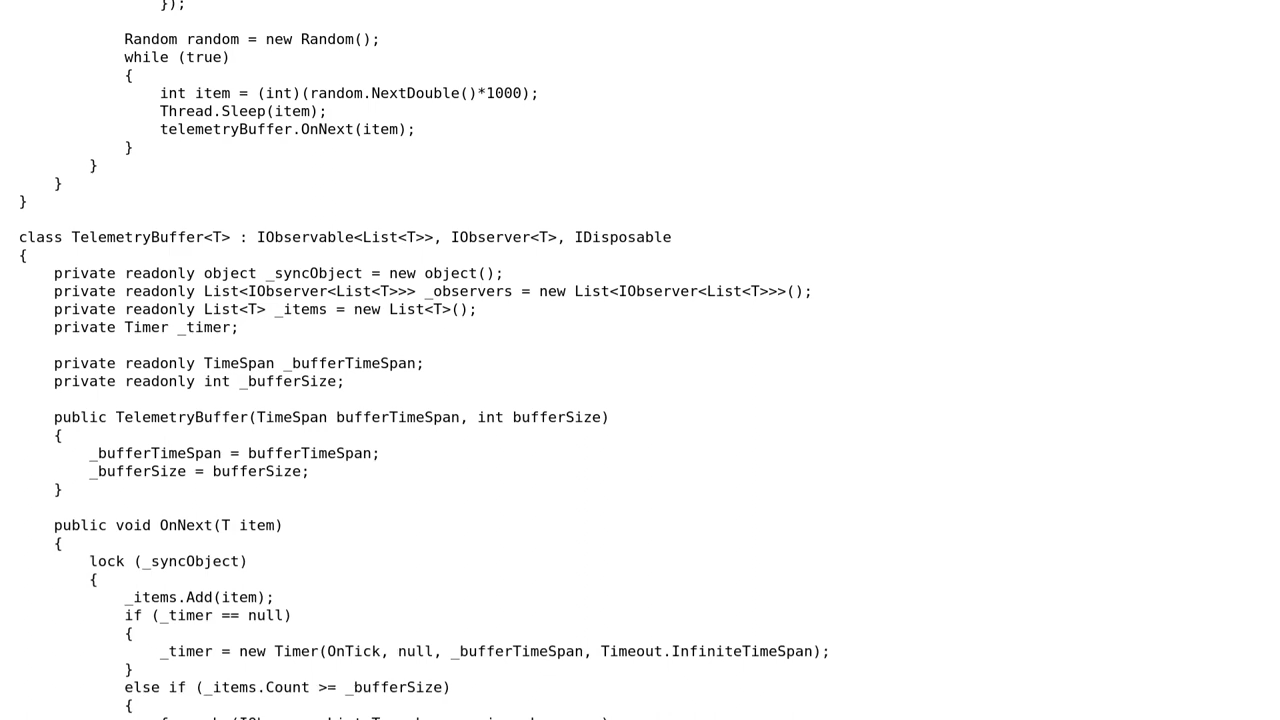 });
Random random = new Random();
while (true)
{
int item = (int)(random.NextDouble()*1000);
Thread.Sleep(item);
telemetryBuffer.OnNext(item);
}
}
}
}
class TelemetryBuffer<T> : IObservable<List<T>>, IObserver<T>, IDisposable
{
private readonly object _syncObject = new object();
private readonly List<IObserver<List<T>>> _observers = new List<IObserver<List<T>>>();
private readonly List<T> _items = new List<T>();
private Timer _timer;
private readonly TimeSpan _bufferTimeSpan;
private readonly int _bufferSize;
public TelemetryBuffer(TimeSpan bufferTimeSpan, int bufferSize)
{
_bufferTimeSpan = bufferTimeSpan;
_bufferSize = bufferSize;
}
public void OnNext(T item)
{
lock (_syncObject)
{
_items.Add(item);
if (_timer == null)
{
_timer = new Timer(OnTick, null, _bufferTimeSpan, Timeout.InfiniteTimeSpan);
}
else if (_items.Count >= _bufferSize)
{